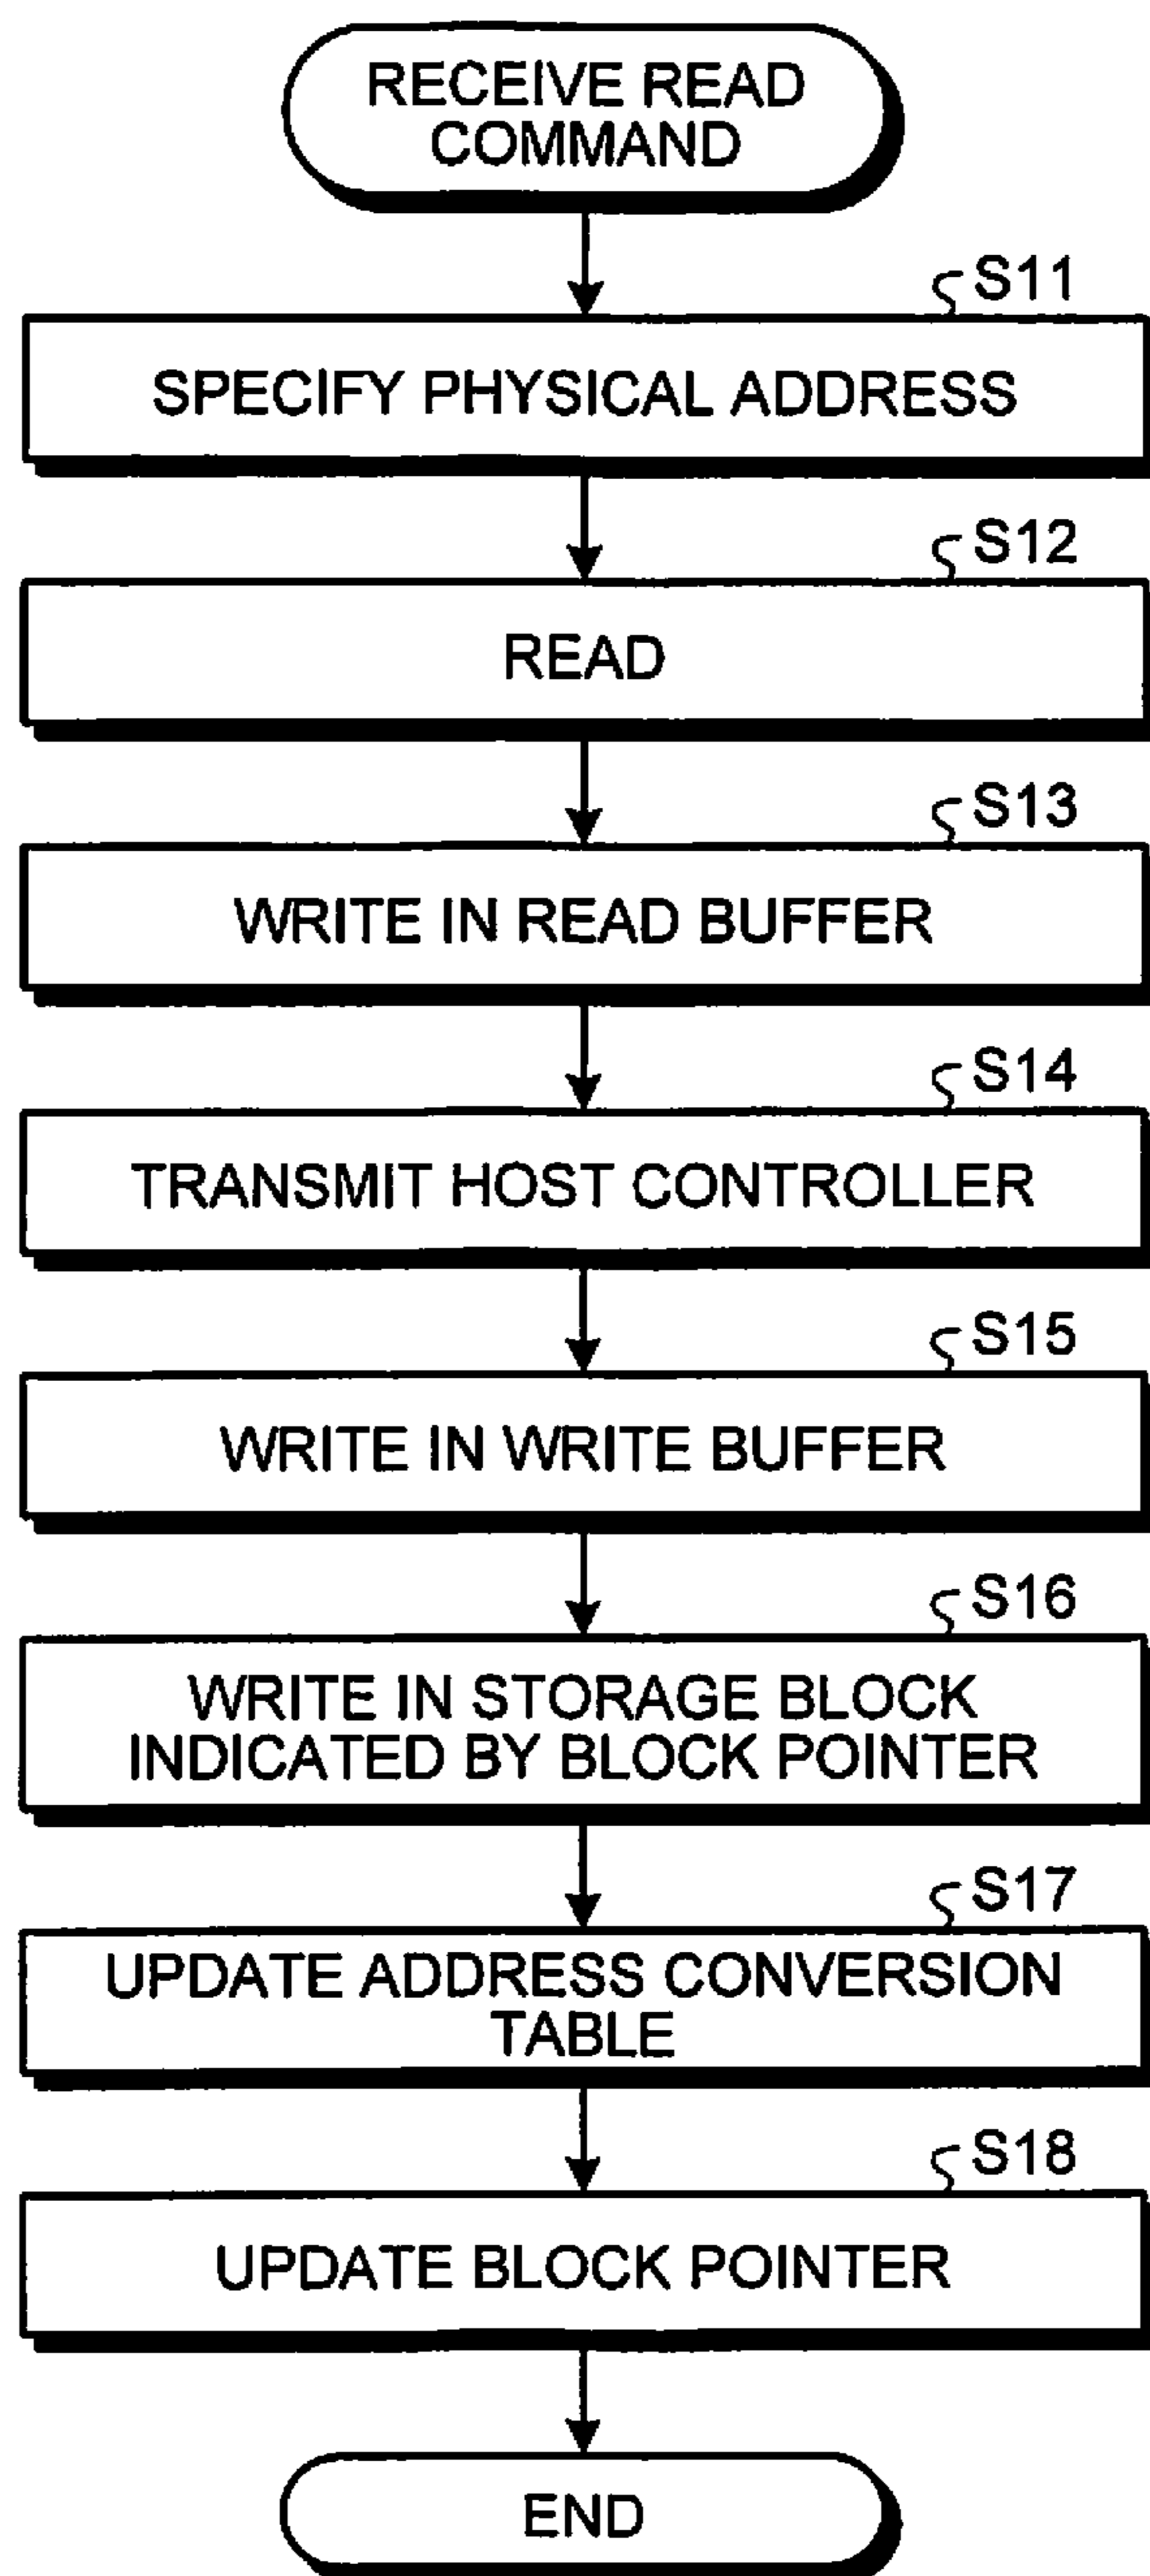 RECEIVE READ
COMMAND
S11
SPECIFY PHYSICAL ADDRESS
S12
READ
S13
WRITE IN READ BUFFER
S14
TRANSMIT HOST CONTROLLER
S15
WRITE IN WRITE BUFFER
S16
WRITE IN STORAGE BLOCK
INDICATED BY BLOCK POINTER
S17
UPDATE ADDRESS CONVERSION
TABLE
S18
UPDATE BLOCK POINTER
END